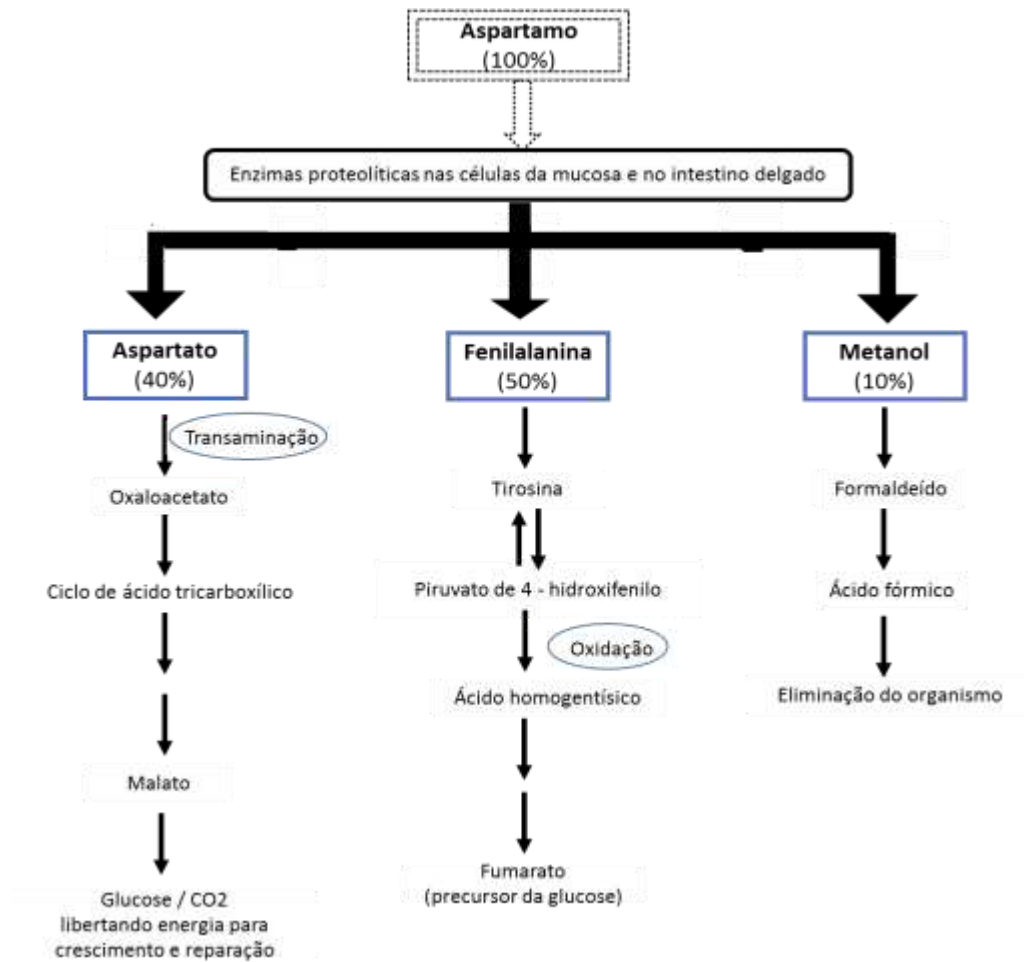 Aspartamo
(100%)
Enzimas proteolíticas nas células da mucosa e no intestino delgado
Aspartato
(40%)
Transaminação
Oxaloacetato
Ciclo de ácido tricarboxílico
Malato
Glucose / CO2
libertando energia para
crescimento e reparação
Fenilalanina
(50%)
Tirosina
Piruvato de 4 - hidroxifenilo
Oxidação
Ácido homogentísico
Fumarato
(precursor da glucose)
Metanol
(10%)
Formaldeído
Ácido fórmico
Eliminação do organismo